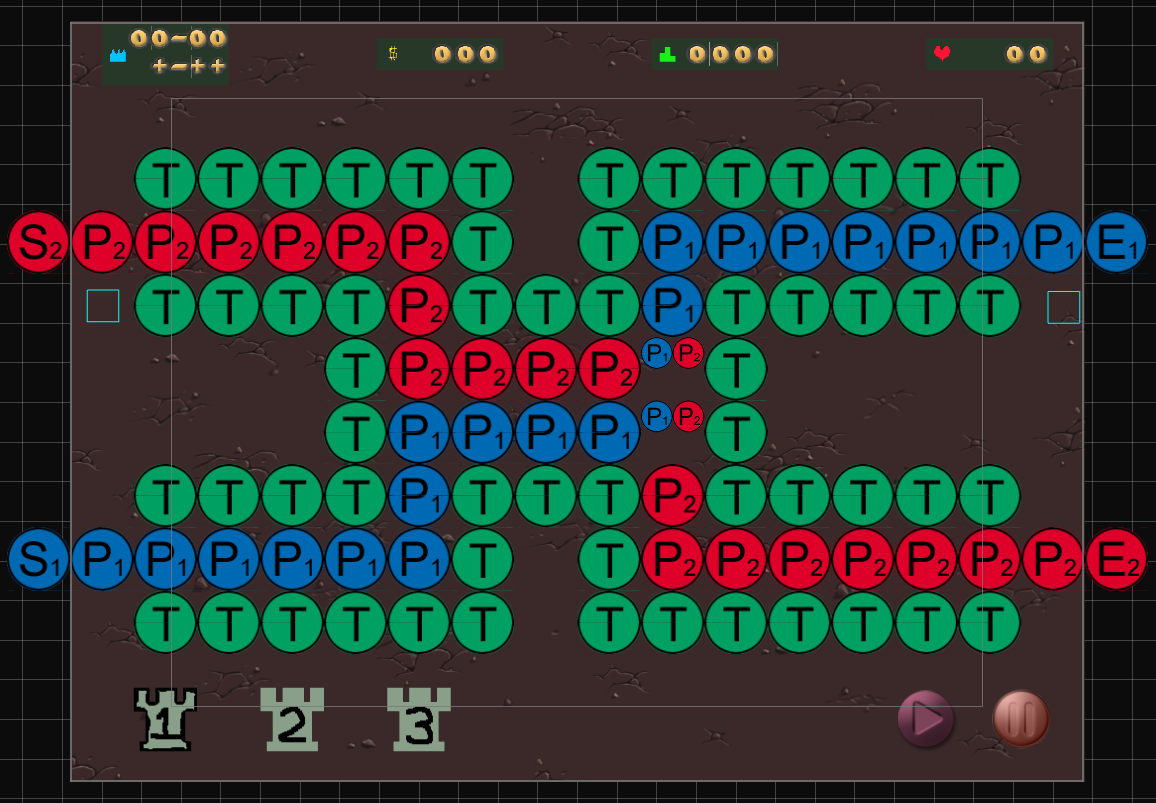 00-00 $ 000 0000 00
+-++
T T T T T T T T T T T T T
S2 P2 P2 P2 P2 P2 P2 T T P1 P1 P1 P1 P1 P1 P1 E1
T T T T P2 T T T P1 T T T T T
T P2 P2 P2 P2 P1 P2 T
T P1 P1 P1 P1 P1 P2 T
T T T T P1 T T T P2 T T T T T
S1 P1 P1 P1 P1 P1 P1 T T P2 P2 P2 P2 P2 P2 P2 E2
T T T T T T T T T T T T T
1 2 3